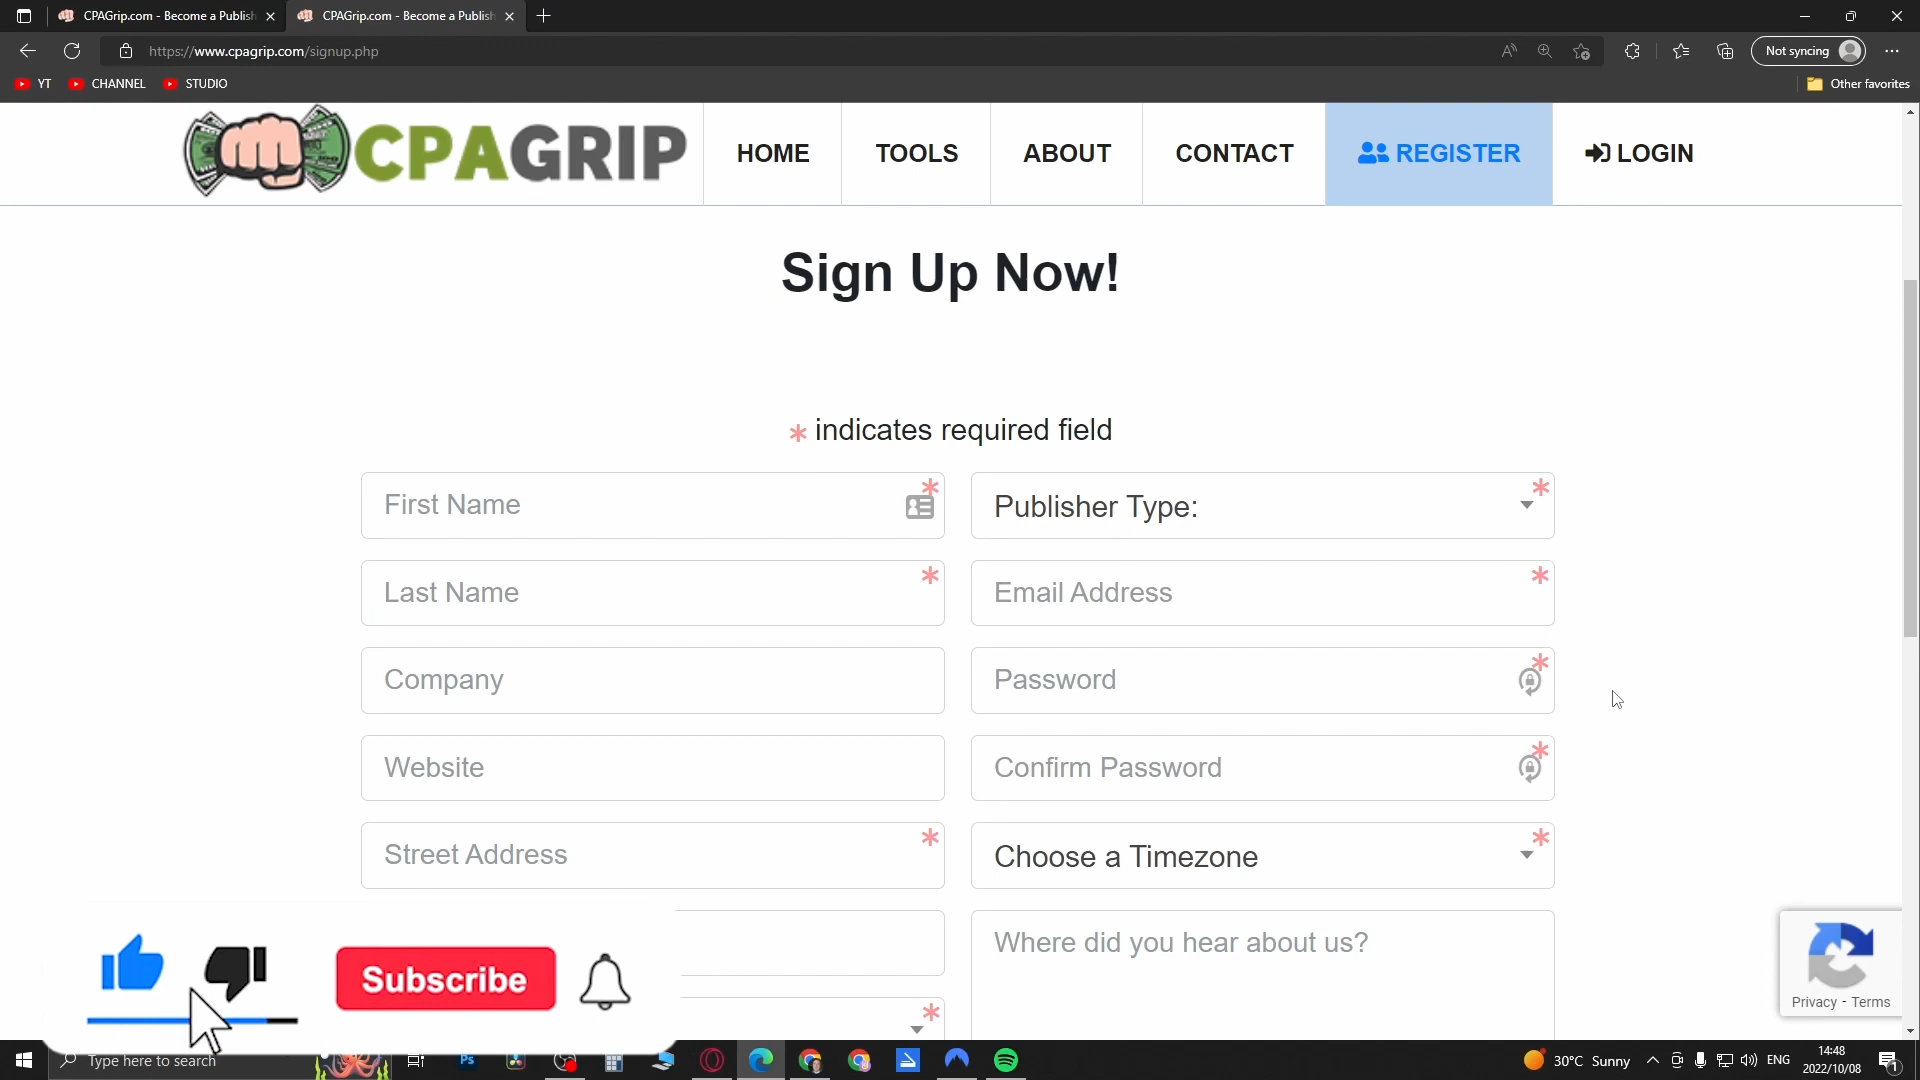 CPAGrip.com - Become a Publish
CPAGrip.com - Become a Publish
https://www.cpagrip.com/signup.php
Not syncing
YT
CHANNEL
STUDIO
Other favorites
CPAGRIP
HOME
TOOLS
ABOUT
CONTACT
REGISTER
LOGIN
Sign Up Now!
* indicates required field
First Name *
Publisher Type: *
Last Name *
Email Address *
Company
Password *
Website
Confirm Password *
Street Address *
Choose a Timezone *
Where did you hear about us?
*
Subscribe
Privacy - Terms
Type here to search
Ps
30°C Sunny
ENG
14:48
2022/10/08
1